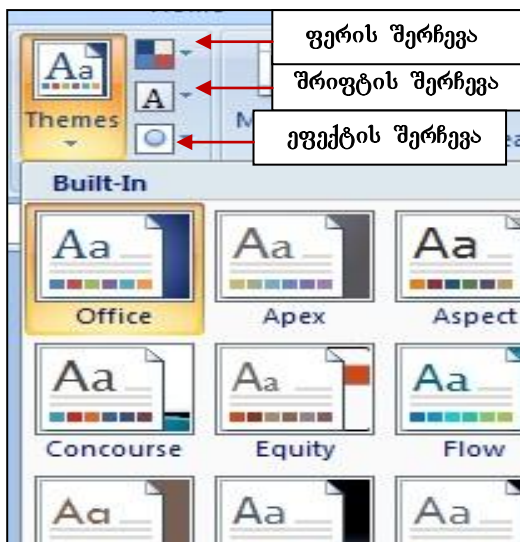 ფერის შერჩევა
Aa
A
შრიფტის შერჩევა
Themes
ეფექტის შერჩევა
Built-In
Aa Aa Aa
Office Apex Aspect
Aa Aa Aa
Concourse Equity Flow
Aa Aa Aa